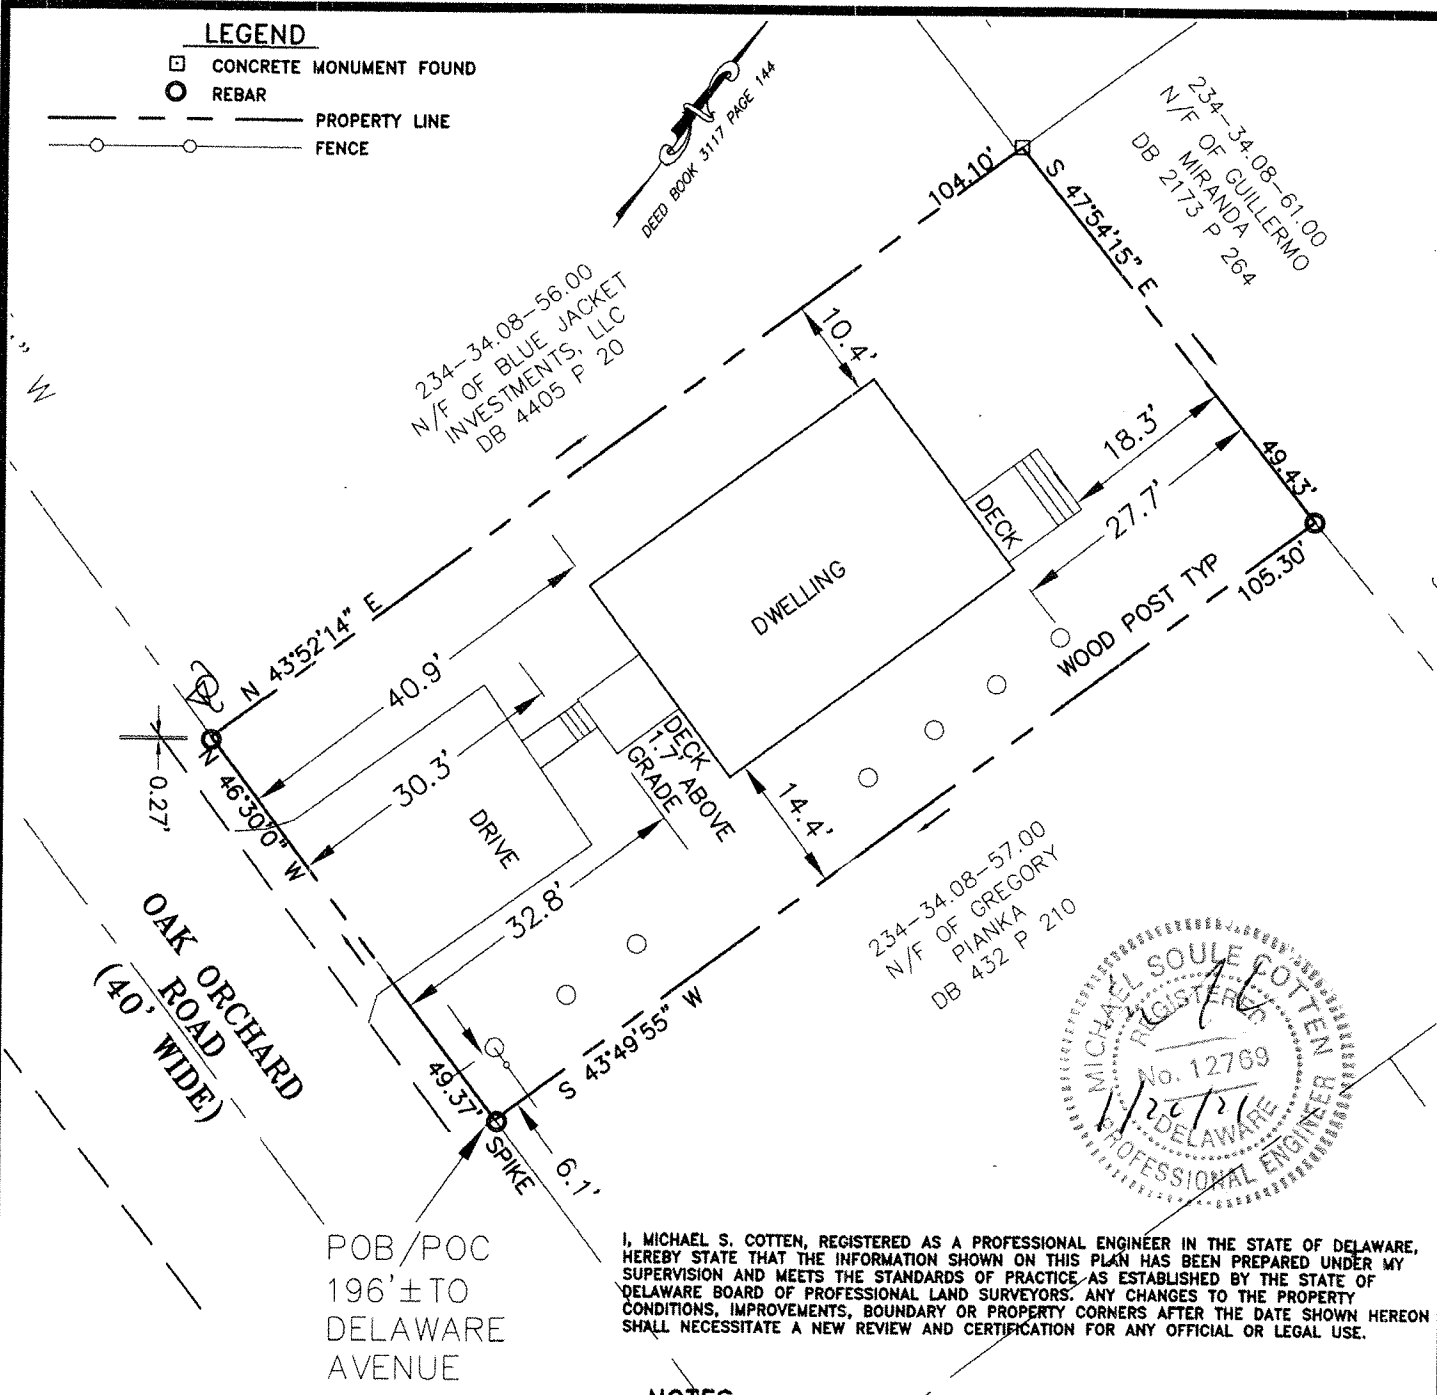 LEGEND
CONCRETE MONUMENT FOUND
REBAR
PROPERTY LINE
FENCE
DEED BOOK 3117 PAGE 144
104.10'
S 47°54'15" E
234-34.08-61.00
N/F OF GUILLERMO
MIRANDA
DB 2173 P 264
234-34.08-56.00
N/F OF BLUE JACKET
INVESTMENTS, LLC
DB 4405 P 20
" W
10.4'
18.3'
27.7'
49.43'
DECK
DWELLING
WOOD POST TYP
105.30'
N 43°52'14" E
40.9'
30.3'
N 46°30'0" W
0.27'
DECK
1.7' ABOVE
GRADE
DRIVE
14.4'
32.8'
OAK ORCHARD
ROAD
(40' WIDE)
234-34.08-57.00
N/F OF GREGORY
PIANKA
DB 432 P 210
S 43°49'55" W
49.37'
SPIKE
6.1'
MICHAEL SOULE COTTEN
REGISTERED
No. 12769
1/20/21
DELAWARE
PROFESSIONAL ENGINEER
POB/POC
196'±TO
DELAWARE
AVENUE
I, MICHAEL S. COTTEN, REGISTERED AS A PROFESSIONAL ENGINEER IN THE STATE OF DELAWARE,
HEREBY STATE THAT THE INFORMATION SHOWN ON THIS PLAN HAS BEEN PREPARED UNDER MY
SUPERVISION AND MEETS THE STANDARDS OF PRACTICE AS ESTABLISHED BY THE STATE OF
DELAWARE BOARD OF PROFESSIONAL LAND SURVEYORS. ANY CHANGES TO THE PROPERTY
CONDITIONS, IMPROVEMENTS, BOUNDARY OR PROPERTY CORNERS AFTER THE DATE SHOWN HEREON
SHALL NECESSITATE A NEW REVIEW AND CERTIFICATION FOR ANY OFFICIAL OR LEGAL USE.
NOTES